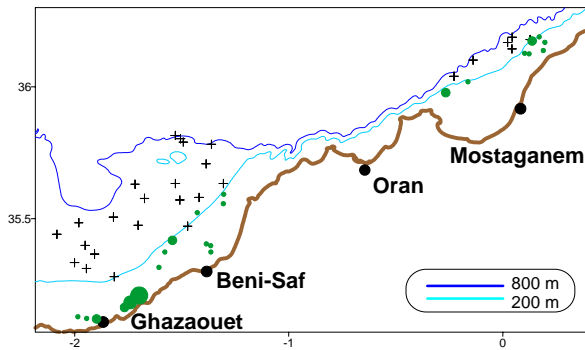 36
Mostaganem
Oran
35.5
Beni-Saf
800 m
200 m
Ghazaouet
-2
-1
0